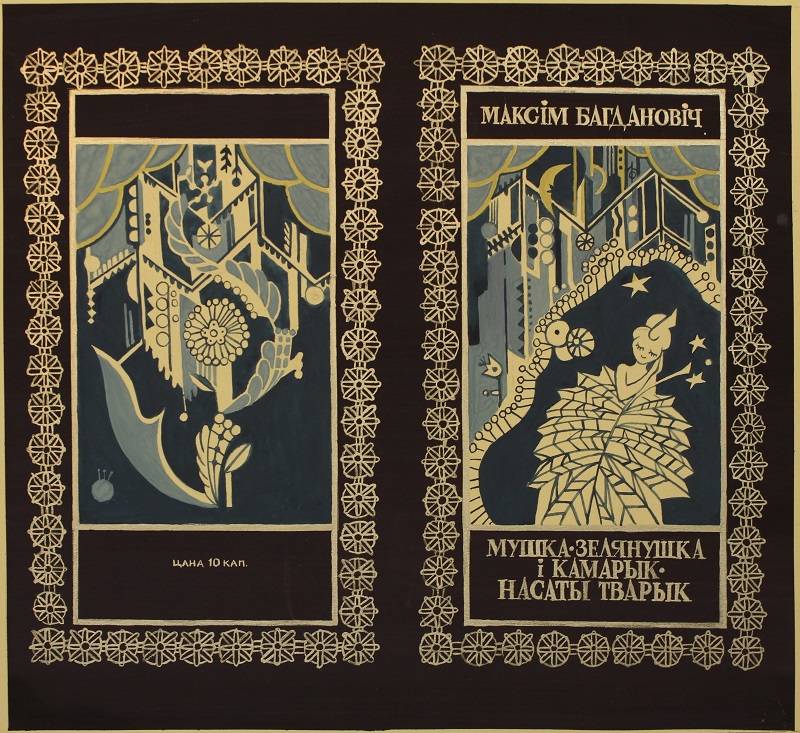 ЦАНА 10 КАП.
МАКСІМ БАГДАНОВІЧ
МУШКА-ЗЕЛЯНУШКА
і КАМАРЫК-
НАСАТЫ ТВАРЫК